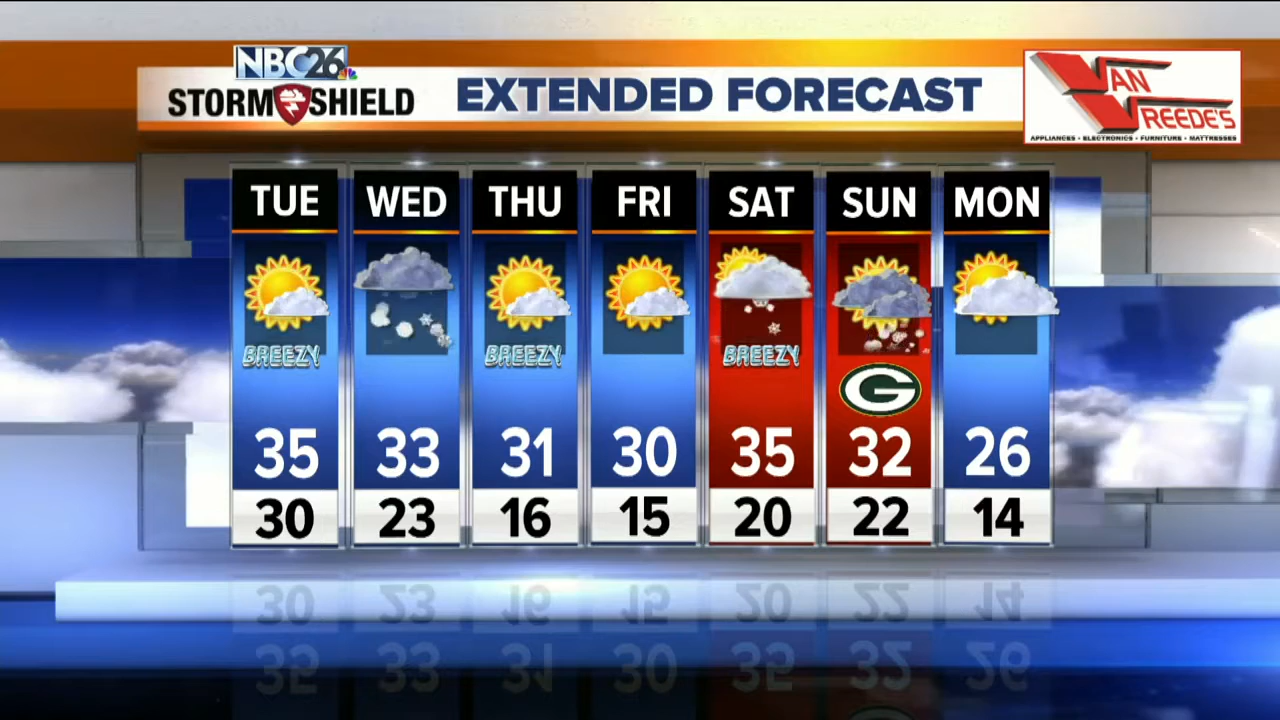 NBC26
STORM SHIELD
EXTENDED FORECAST
VAN
VREEDE'S
APPLIANCES • ELECTRONICS • FURNITURE • MATTRESSES
TUE WED THU FRI SAT SUN MON
BREEZY BREEZY BREEZY
G
35 33 31 30 35 32 26
30 23 16 15 20 22 14